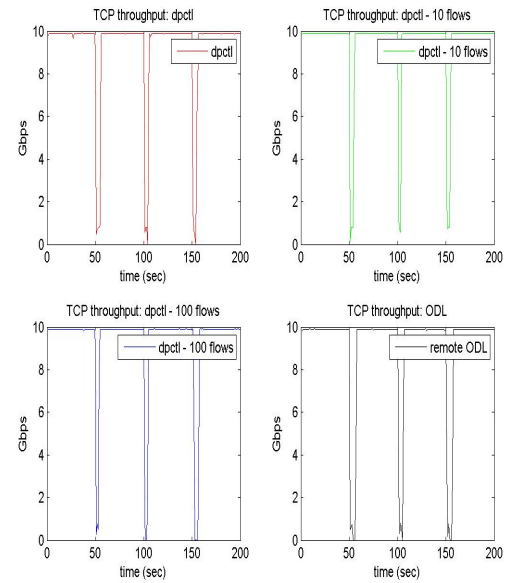 TCP throughput: dpctl
10
8
6
4
2
0
Gbps
dpctl
0 50 100 150 200
time (sec)
TCP throughput: dpctl - 10 flows
10
8
6
4
2
0
Gbps
dpctl - 10 flows
0 50 100 150 200
time (sec)
TCP throughput: dpctl - 100 flows
10
8
6
4
2
0
Gbps
dpctl - 100 flows
0 50 100 150 200
time (sec)
TCP throughput: ODL
10
8
6
4
2
0
Gbps
remote ODL
0 50 100 150 200
time (sec)